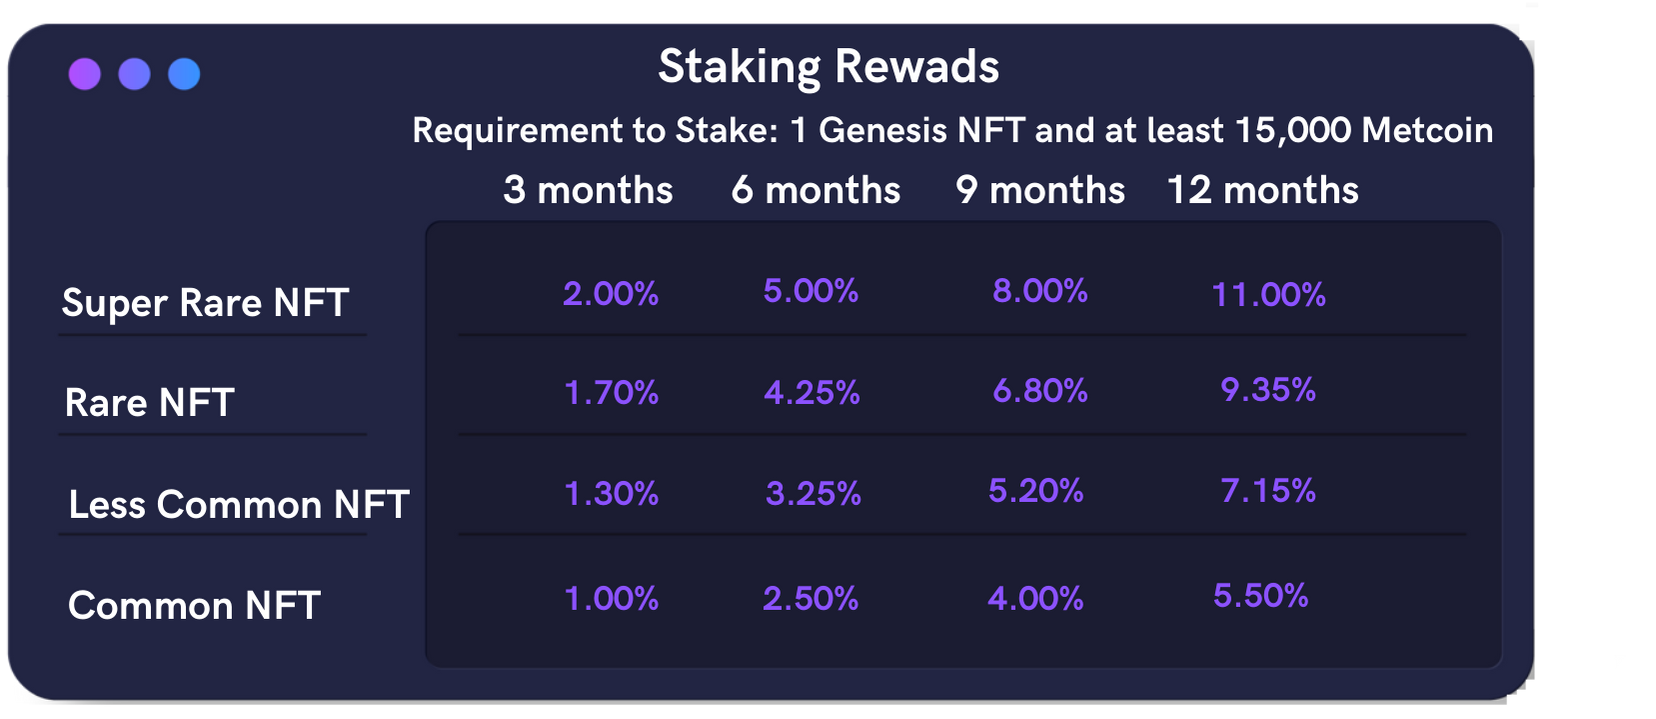 Staking Rewads
Requirement to Stake: 1 Genesis NFT and at least 15,000 Metcoin
3 months 6 months 9 months 12 months
Super Rare NFT 2.00% 5.00% 8.00% 11.00%
Rare NFT 1.70% 4.25% 6.80% 9.35%
Less Common NFT 1.30% 3.25% 5.20% 7.15%
Common NFT 1.00% 2.50% 4.00% 5.50%